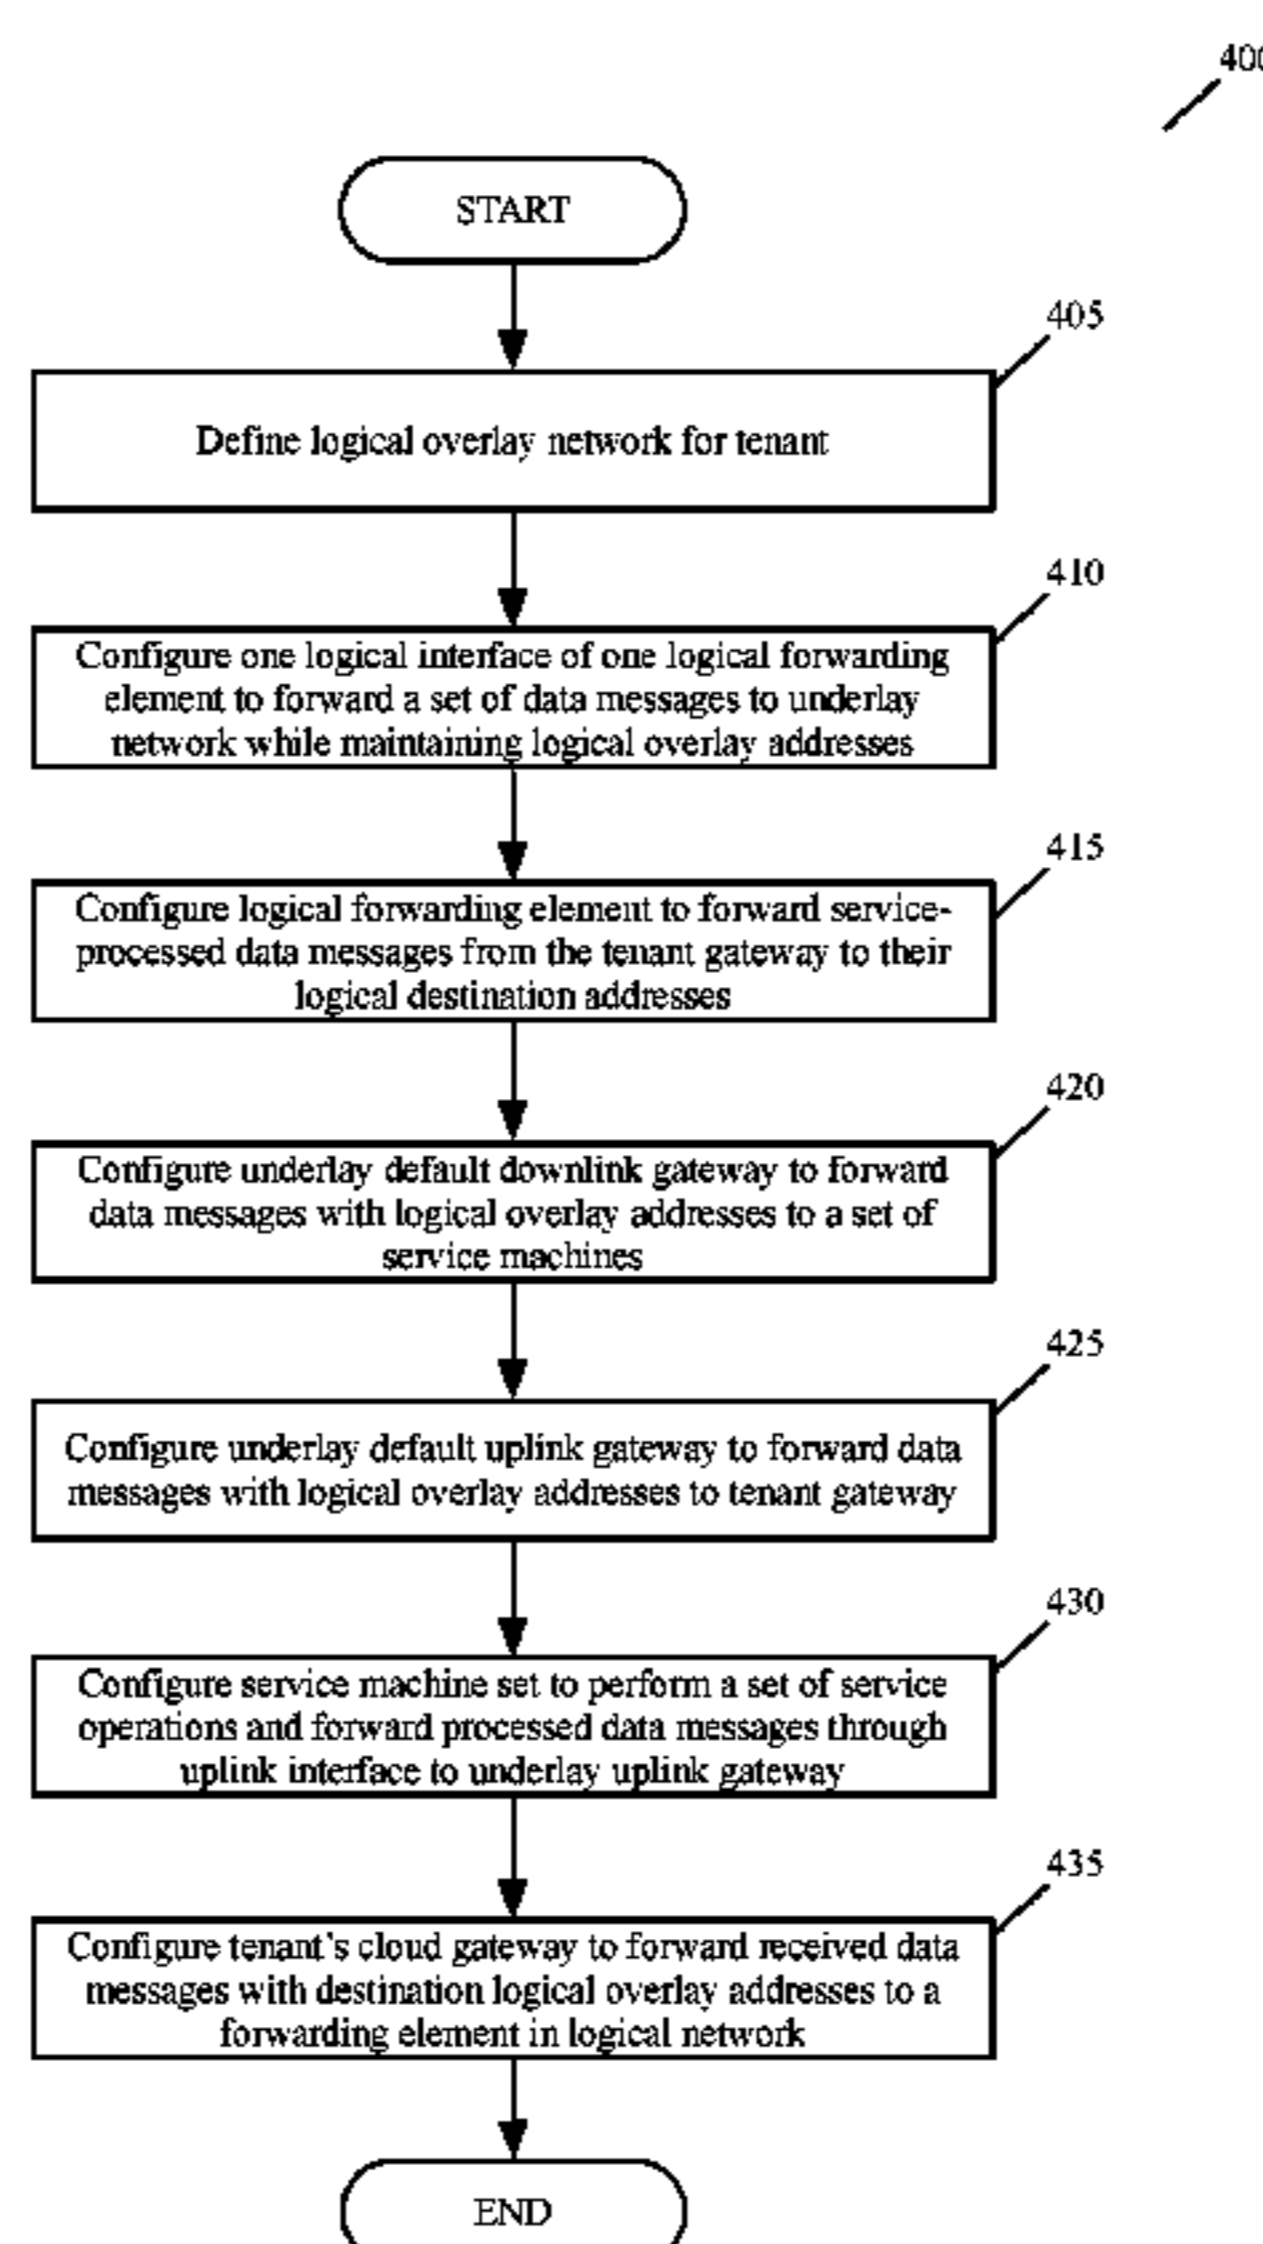 400
START
405
Define logical overlay network for tenant
410
Configure one logical interface of one logical forwarding
element to forward a set of data messages to underlay
network while maintaining logical overlay addresses
415
Configure logical forwarding element to forward service-
processed data messages from the tenant gateway to their
logical destination addresses
420
Configure underlay default downlink gateway to forward
data messages with logical overlay addresses to a set of
service machines
425
Configure underlay default uplink gateway to forward data
messages with logical overlay addresses to tenant gateway
430
Configure service machine set to perform a set of service
operations and forward processed data messages through
uplink interface to underlay uplink gateway
435
Configure tenant's cloud gateway to forward received data
messages with destination logical overlay addresses to a
forwarding element in logical network
END